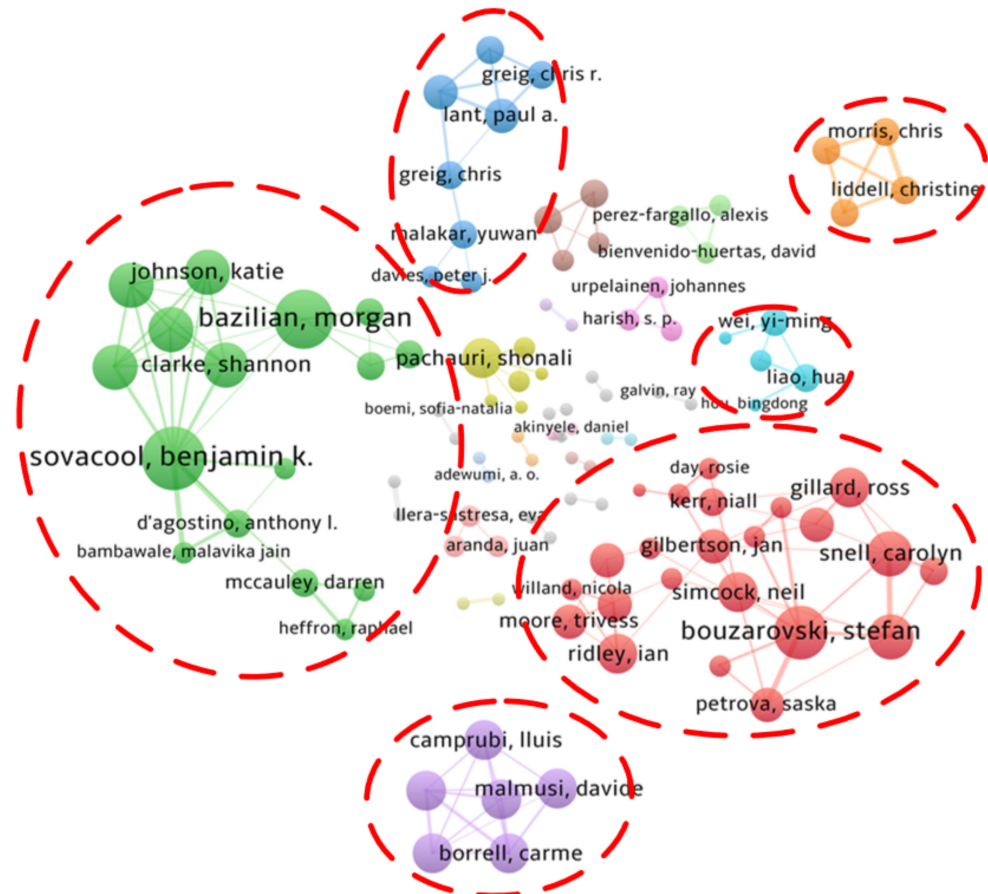 greig, chris r.
lant, paul a.
morris, chris
greig, chris
liddell, christine
perez-fargallo, alexis
malakar, yuwan
bienvenido-huertas, david
johnson, katie
davies, peter j.
urpelainen, johannes
bazilian, morgan
harish, s. p.
wei, yi-ming
clarke, shannon
pachauri, shonali
liao, hua
galvin, ray
hou, bingdong
boemi, sofia-natalia
akinyele, daniel
sovacool, benjamin k.
adewumi, a. o.
day, rosie
gillard, ross
kerr, niall
d'agostino, anthony l.
llera-sastresa, eva
bambawale, malavika jain
aranda, juan
gilbertson, jan
snell, carolyn
mccauley, darren
willand, nicola
simcock, neil
heffron, raphael
moore, trivess
bouzarovski, stefan
ridley, ian
petrova, saska
camprubi, lluis
malmusi, davide
borrell, carme